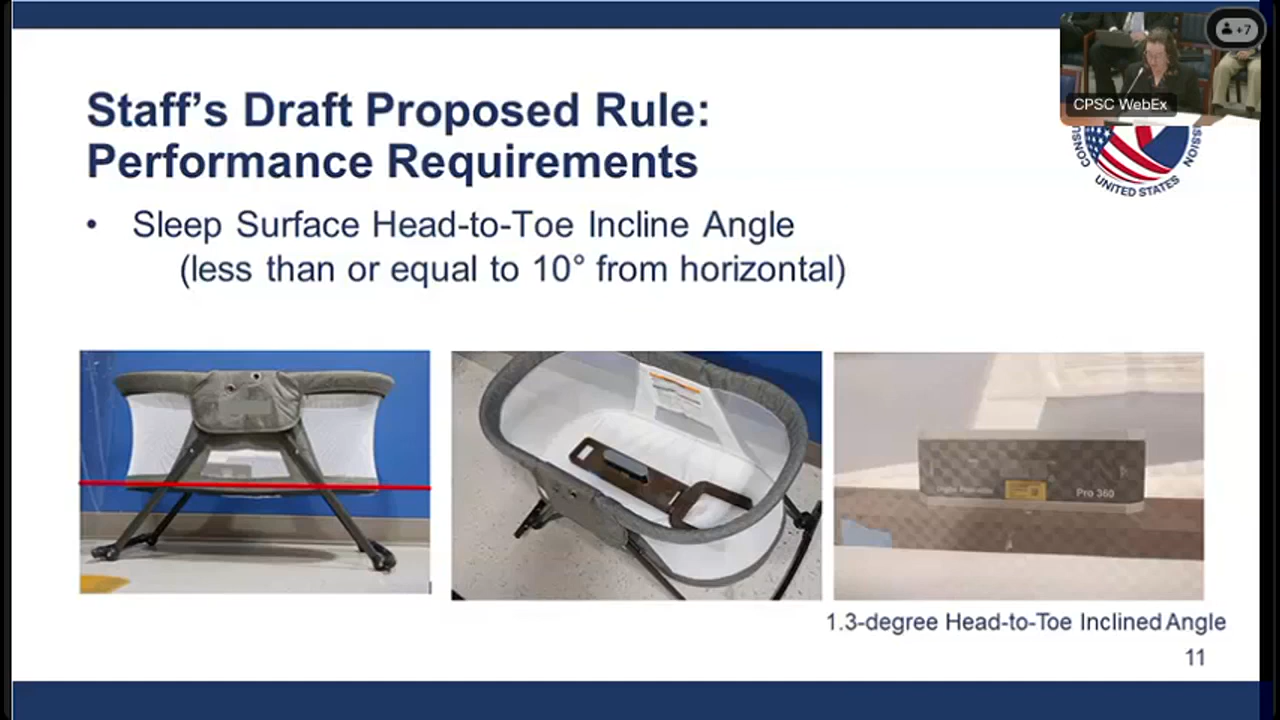 +7
CPSC WebEx
Staff's Draft Proposed Rule:
Performance Requirements
UNITED STATES
• Sleep Surface Head-to-Toe Incline Angle
(less than or equal to 10° from horizontal)
Pro 360
1.3-degree Head-to-Toe Inclined Angle
11